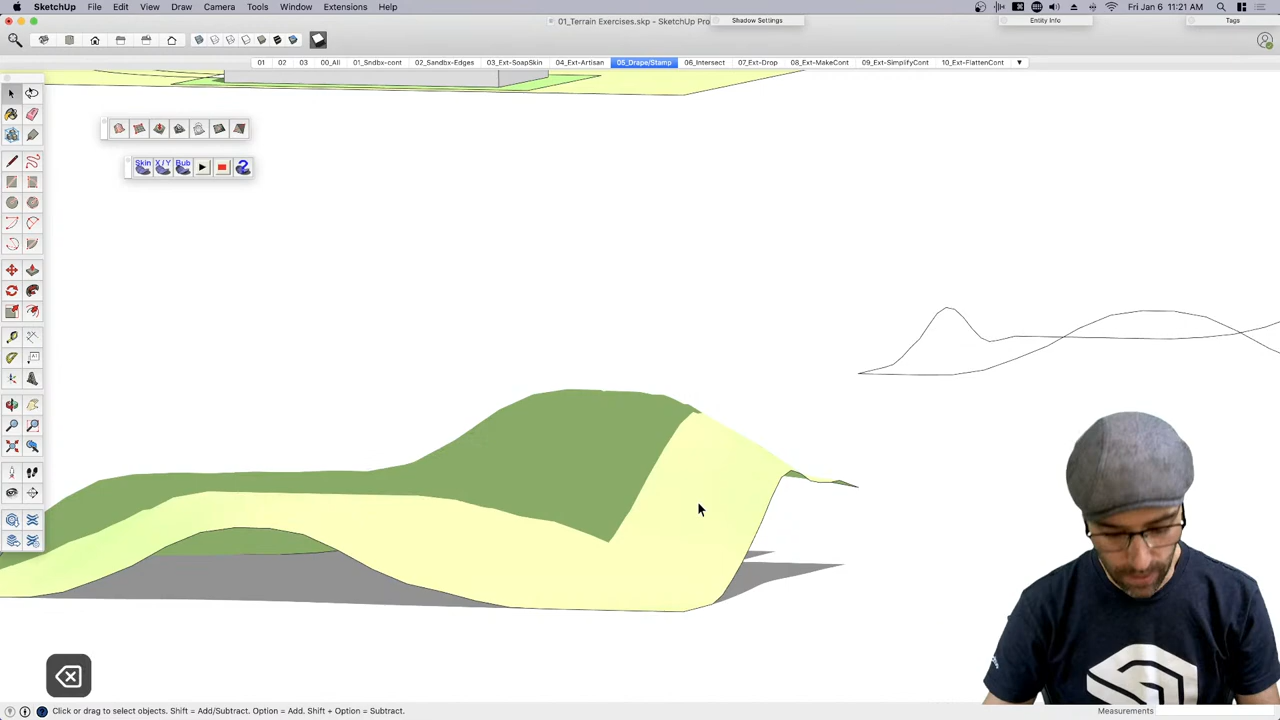 SketchUp File Edit View Draw Camera Tools Window Extensions Help Fri Jan 6 11:21 AM
01_Terrain Exercises.skp - SketchUp Pro
Shadow Settings
Entity Info
Tags
01 02 03 00_All 01_Sndbx-cont 02_Sandbox-Edges 03_Ext-SoapSkin 04_Ext-Artisan 05_Drape/Stamp 06_Intersect 07_Ext-Drop 08_Ext-MakeCont 09_Ext-SimplifyCont 10_Ext-FlattenCont
Skin X/Y Bub
Click or drag to select objects. Shift = Add/Subtract. Option = Add. Shift + Option = Subtract.
Measurements